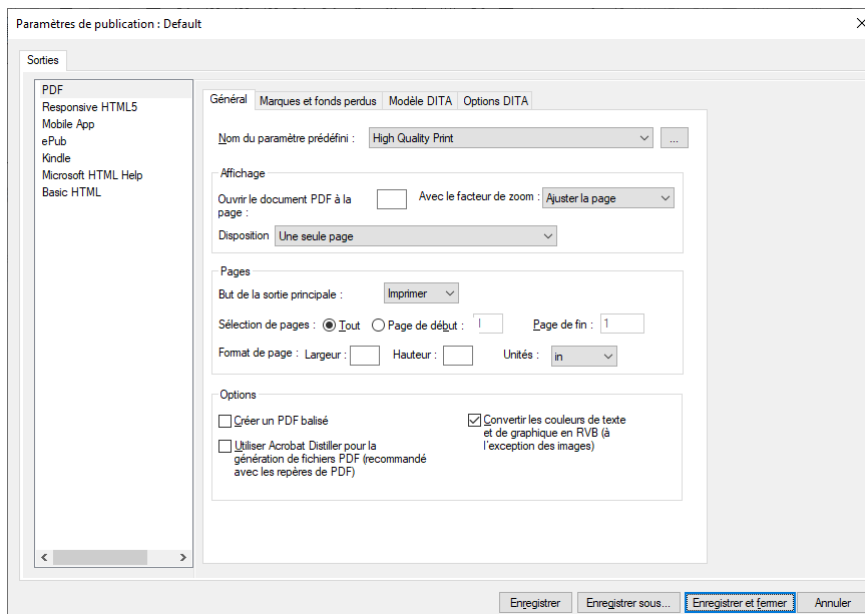 Paramètres de publication : Default
Sorties
PDF
Responsive HTML5
Mobile App
ePub
Kindle
Microsoft HTML Help
Basic HTML
Général Marques et fonds perdus Modèle DITA Options DITA
Nom du paramètre prédéfini : High Quality Print ...
Affichage
Ouvrir le document PDF à la
page :
Avec le facteur de zoom : Ajuster la page
Disposition Une seule page
Pages
But de la sortie principale : Imprimer
Sélection de pages : Tout Page de début : 1 Page de fin : 1
Format de page : Largeur : Hauteur : Unités : in
Options
Créer un PDF balisé
Utiliser Acrobat Distiller pour la
génération de fichiers PDF (recommandé
avec les repères de PDF)
Convertir les couleurs de texte
et de graphique en RVB (à
l'exception des images)
Enregistrer Enregistrer sous... Enregistrer et fermer Annuler